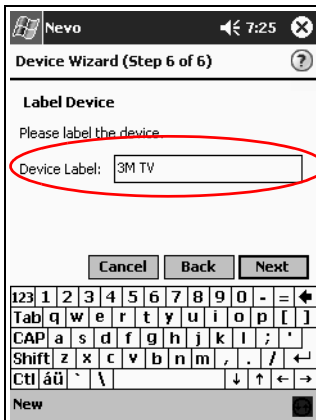 Nevo 7:25
Device Wizard (Step 6 of 6) ?
Label Device
Please label the device.
Device Label: 3M TV
Cancel Back Next
123 1 2 3 4 5 6 7 8 9 0 - =
Tab q w e r t y u i o p [ ]
CAP a s d f g h j k l ; '
Shift z x c v b n m , . /
Ctl áü ` \
New